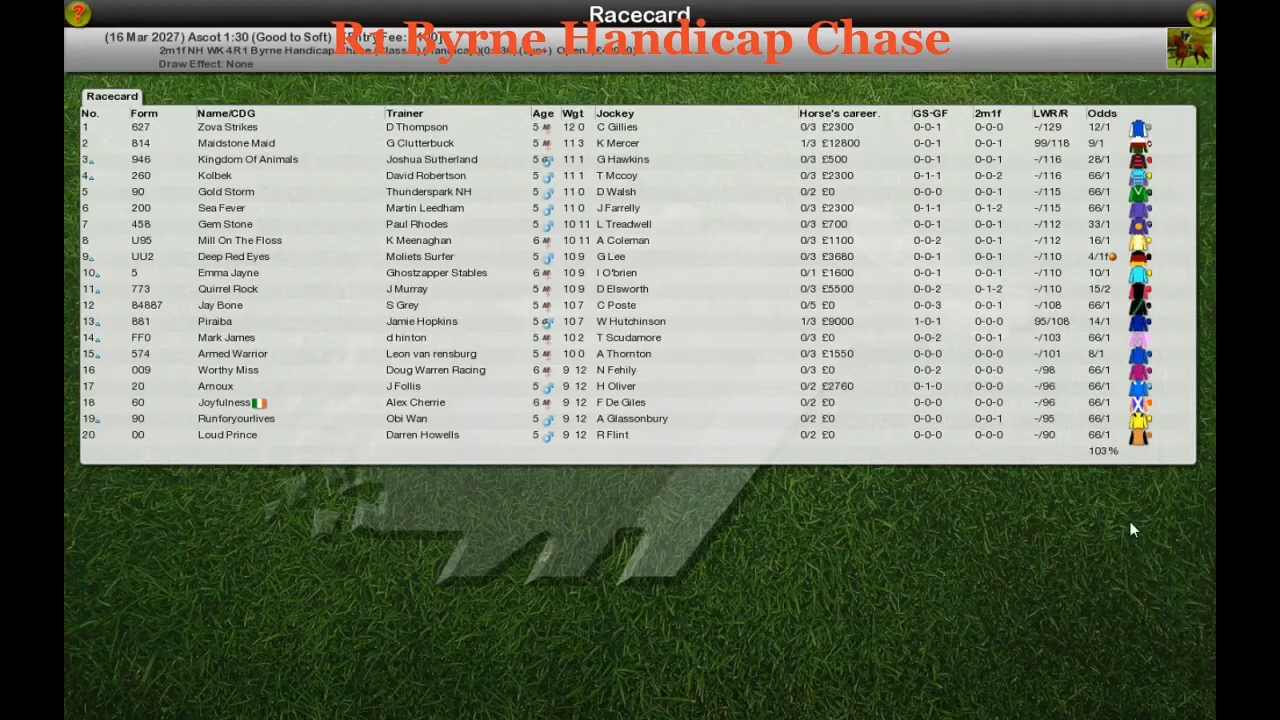 Racecard
R1 Byrne Handicap Chase
(16 Mar 2027) Ascot 1:30 (Good to Soft)
2m1f NH WK4R1 Byrne Handicap Chase
Draw Effect: None
Racecard
No. Form Name/CDG Trainer Age Wgt Jockey Horse's career. GS-GF 2m1f LWR/R Odds
1 627 Zova Strikes D Thompson 5 12 0 C Gillies 0/3 £2300 0-0-1 0-0-0 -/129 12/1
2 814 Maidstone Maid G Clutterbuck 5 11 3 K Mercer 1/3 £12800 0-0-1 0-0-0 99/118 9/1
3 946 Kingdom Of Animals Joshua Sutherland 5 11 1 G Hawkins 0/3 £500 0-0-1 0-0-1 -/116 28/1
4 260 Kolbek David Robertson 5 11 1 T Mccoy 0/3 £2300 0-1-1 0-0-2 -/116 66/1
5 90 Gold Storm Thunderspark NH 5 11 0 D Walsh 0/2 £0 0-0-0 0-0-1 -/115 66/1
6 200 Sea Fever Martin Leedham 5 11 0 J Farrelly 0/3 £2300 0-1-1 0-1-2 -/115 66/1
7 458 Gem Stone Paul Rhodes 5 10 11 L Treadwell 0/3 £700 0-0-1 0-0-1 -/112 33/1
8 U95 Mill On The Floss K Meenaghan 6 10 11 A Coleman 0/3 £1100 0-0-2 0-0-1 -/112 16/1
9 UU2 Deep Red Eyes Moliets Surfer 5 10 9 G Lee 0/3 £3680 0-0-1 0-0-1 -/110 4/1f
10 5 Emma Jayne Ghostzapper Stables 6 10 9 I O'brien 0/1 £1600 0-0-1 0-0-1 -/110 10/1
11 773 Quirrel Rock J Murray 5 10 9 D Elsworth 0/3 £5500 0-0-2 0-1-2 -/110 15/2
12 84887 Jay Bone S Grey 5 10 7 C Poste 0/5 £0 0-0-3 0-0-0 -/108 66/1
13 881 Piraiba Jamie Hopkins 5 10 7 W Hutchinson 1/3 £9000 1-0-1 0-0-0 95/108 14/1
14 FF0 Mark James d hinton 5 10 2 T Scudamore 0/3 £0 0-0-2 0-0-1 -/103 66/1
15 574 Armed Warrior Leon van rensburg 5 10 0 A Thornton 0/3 £1550 0-0-0 0-0-1 -/101 8/1
16 009 Worthy Miss Doug Warren Racing 6 9 12 N Fehily 0/3 £0 0-0-2 0-0-0 -/98 66/1
17 20 Arnoux J Follis 5 9 12 H Oliver 0/2 £2760 0-1-0 0-0-0 -/96 66/1
18 60 Joyfulness Alex Cherrie 6 9 12 F De Giles 0/2 £0 0-0-0 0-0-0 -/96 66/1
19 90 Runforyourlives Obi Wan 5 9 12 A Glassonbury 0/2 £0 0-0-0 0-0-1 -/95 66/1
20 00 Loud Prince Darren Howells 5 9 12 R Flint 0/2 £0 0-0-0 0-0-0 -/90 66/1
103%